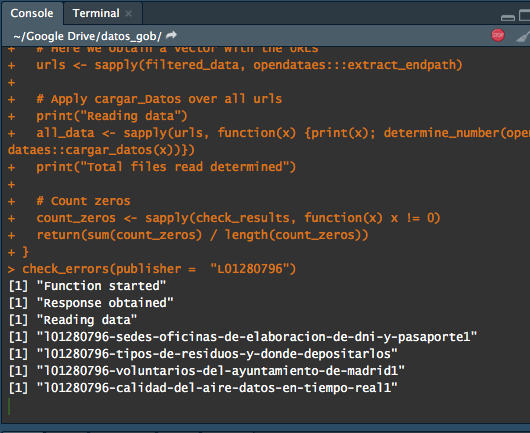 Console Terminal ×
~/Google Drive/datos_gob/
+ # Here we obtain a vector with the URLs
+ urls <- sapply(filtered_data, opendataes:::extract_endpath)
+
+ # Apply cargar_Datos over all urls
+ print("Reading data")
+ all_data <- sapply(urls, function(x) {print(x); determine_number(open
dataes::cargar_datos(x))})
+ print("Total files read determined")
+
+ # Count zeros
+ count_zeros <- sapply(check_results, function(x) x != 0)
+ return(sum(count_zeros) / length(count_zeros))
+ }
> check_errors(publisher = "L01280796")
[1] "Function started"
[1] "Response obtained"
[1] "Reading data"
[1] "l01280796-sedes-oficinas-de-elaboracion-de-dni-y-pasaporte1"
[1] "l01280796-tipos-de-residuos-y-donde-depositarlos"
[1] "l01280796-voluntarios-del-ayuntamiento-de-madrid1"
[1] "l01280796-calidad-del-aire-datos-en-tiempo-real1"